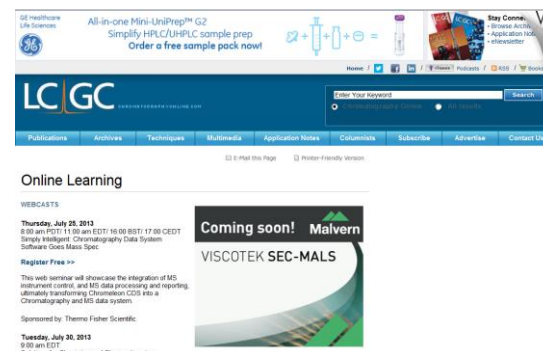 GE Healthcare
Life Sciences
All-in-one Mini-UniPrep™ G2
Simplify HPLC/UHPLC sample prep
Order a free sample pack now!
Stay Conne
• Browse Archiv
• Application Not
• eNewsletter
Home / / iTunes Podcasts / RSS / Books
LC|GC CHROMATOGRAPHYONLINE.COM
Enter Your Keyword Search
Chromatography Online All results
Publications Archives Techniques Multimedia Application Notes Columnists Subscribe Advertise Contact Us
E-Mail this Page Printer-Friendly Version
Online Learning
WEBCASTS
Thursday, July 25, 2013
8:00 am PDT/ 11:00 am EDT/ 16:00 BST/ 17:00 CEDT
Simply Intelligent: Chromatography Data System
Software Goes Mass Spec
Register Free >>
This web seminar will showcase the integration of MS
instrument control, and MS data processing and reporting,
ultimately transforming Chromeleon CDS into a
Chromatography and MS data system.
Sponsored by: Thermo Fisher Scientific
Tuesday, July 30, 2013
9:00 am EDT
Coming soon! Malvern
VISCOTEK SEC-MALS